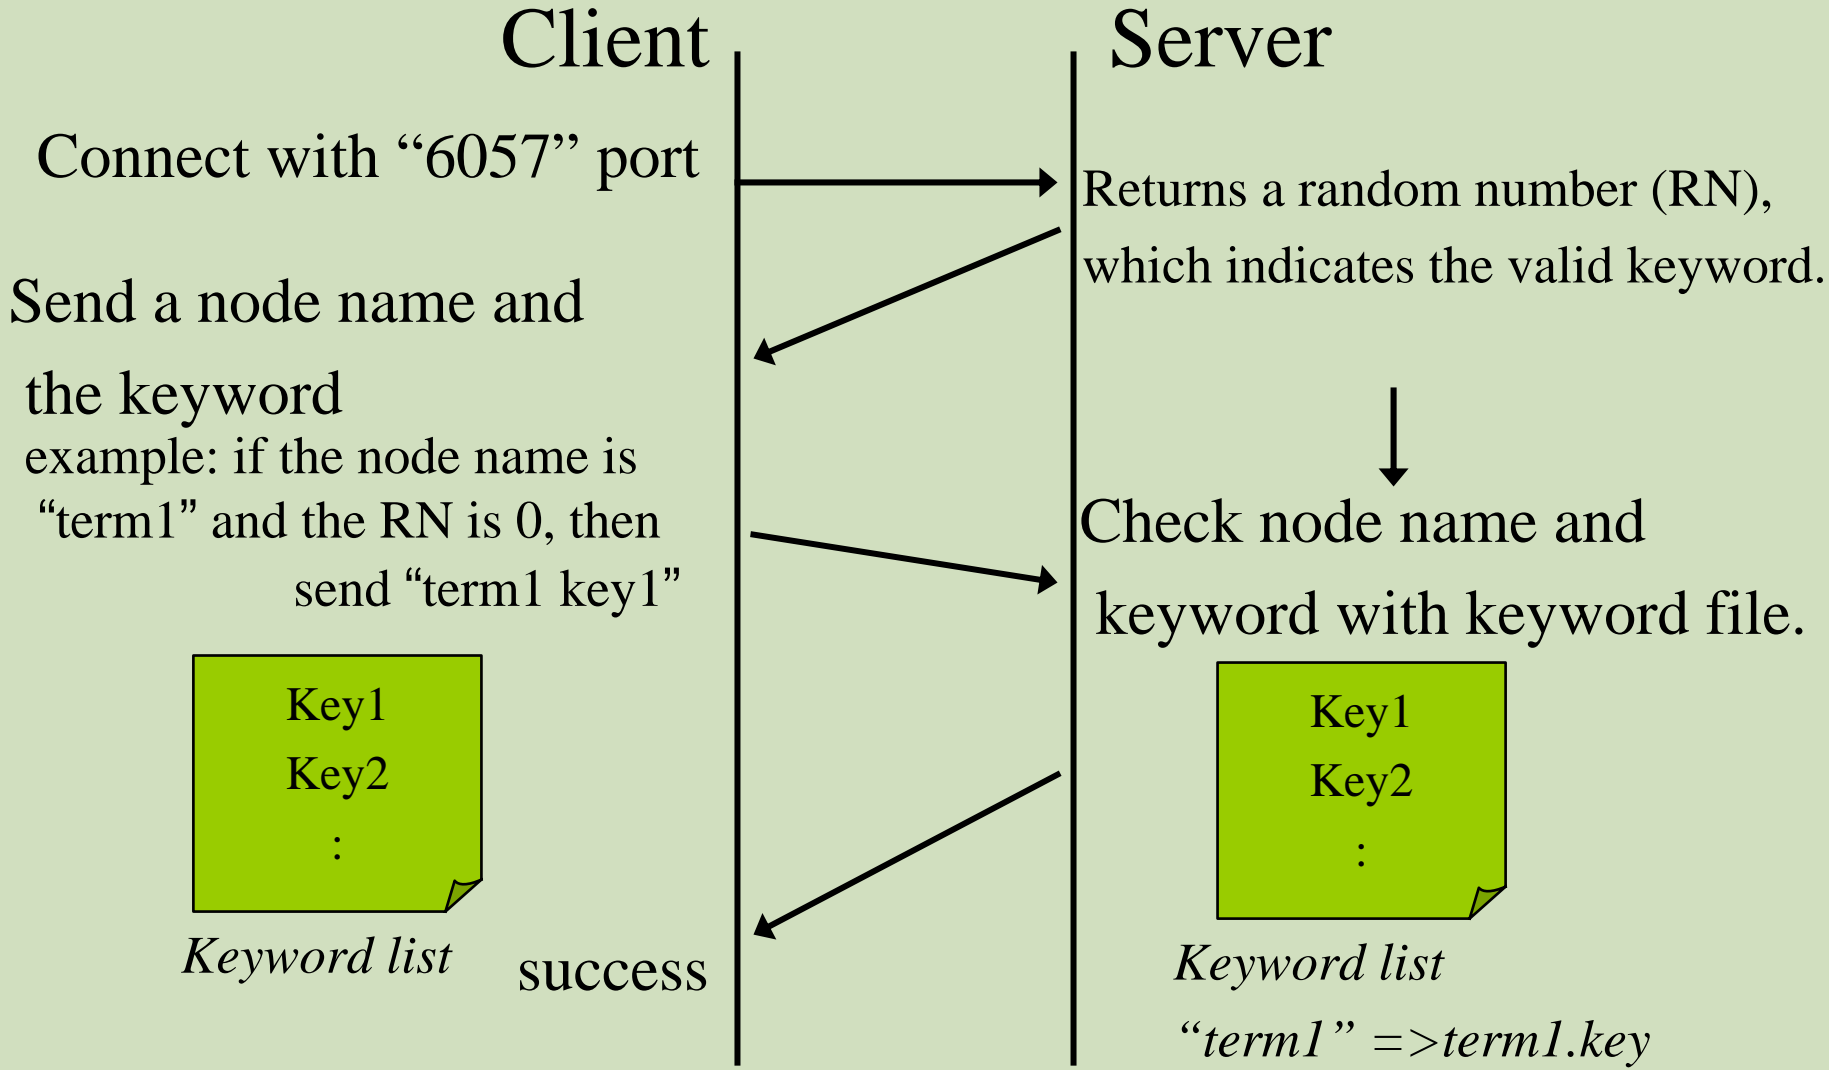 Client
Server
Connect with “6057” port
Returns a random number (RN),
which indicates the valid keyword.
Send a node name and
the keyword
example: if the node name is
“term1” and the RN is 0, then
send “term1 key1”
Check node name and
keyword with keyword file.
Key1
Key2
:
Keyword list
success
Key1
Key2
:
Keyword list
“term1” =>term1.key